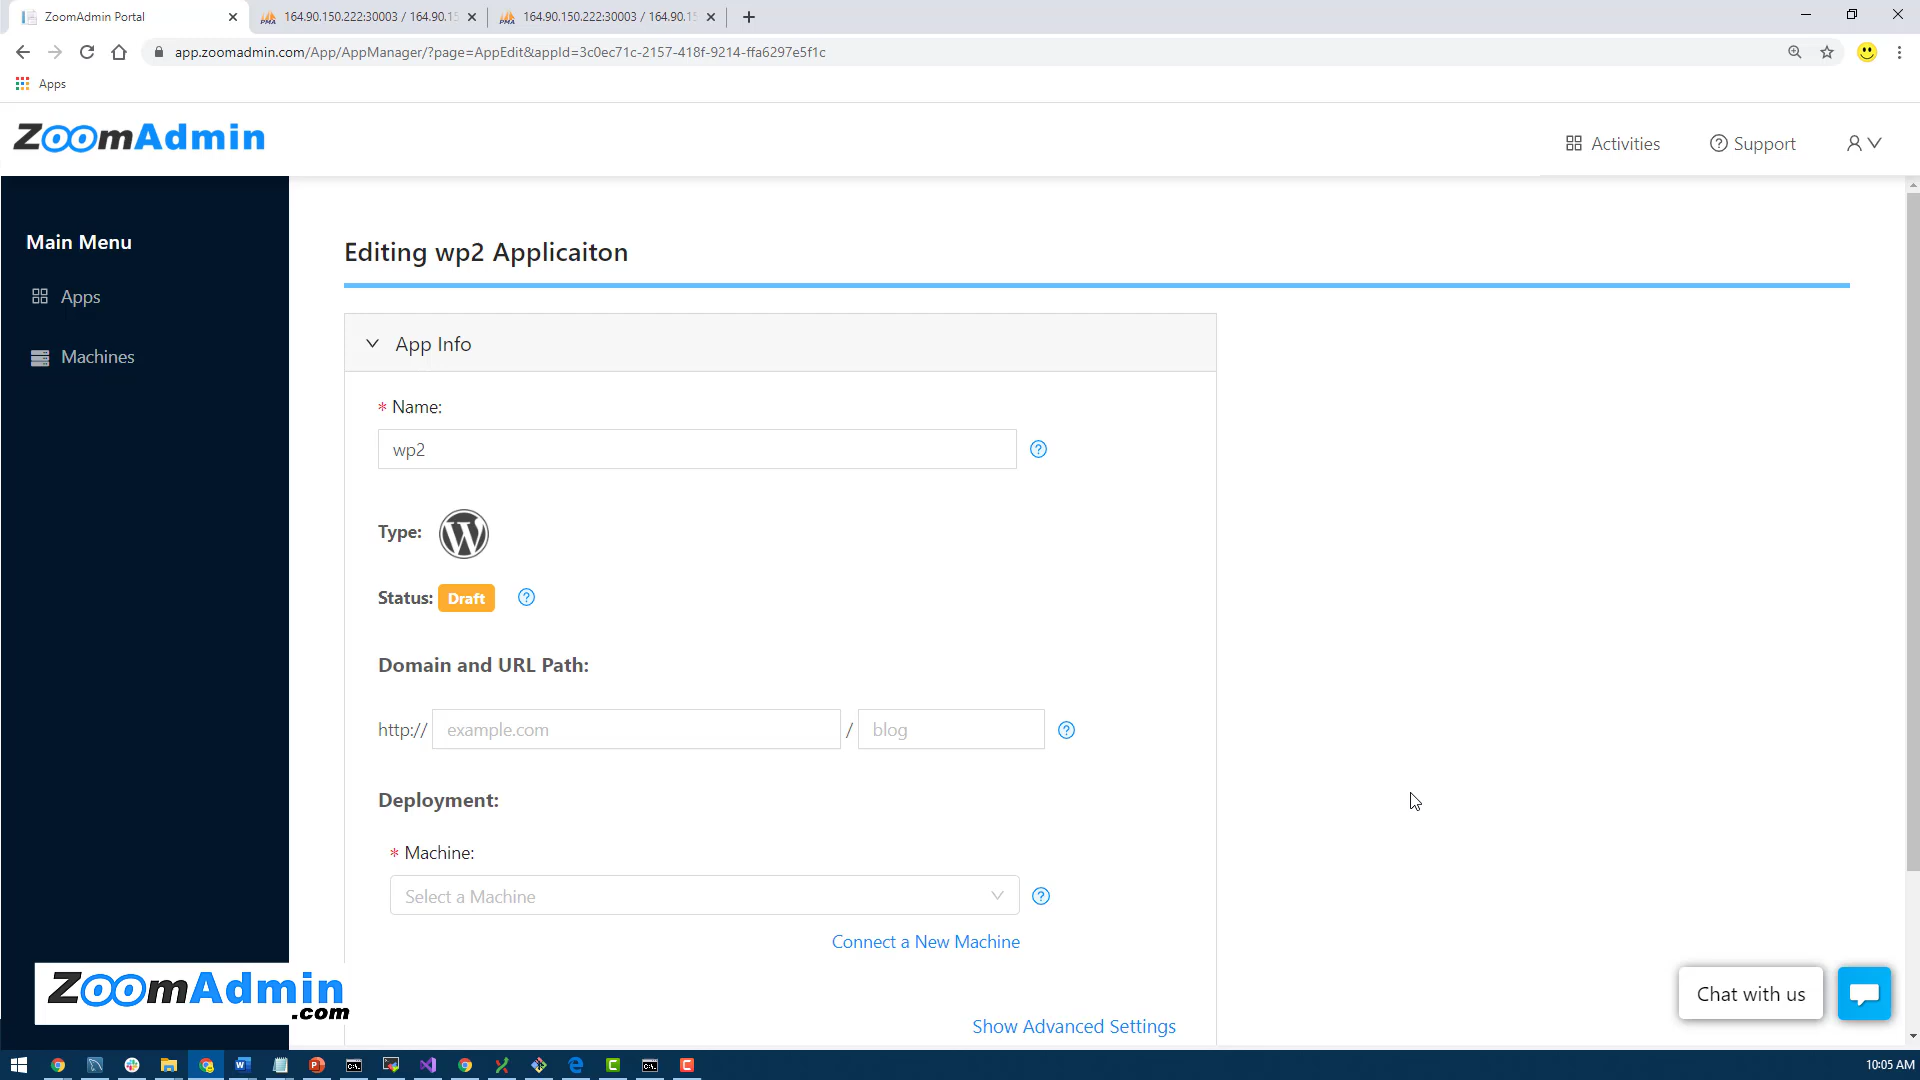 ZoomAdmin Portal
164.90.150.222:30003 / 164.90.15
164.90.150.222:30003 / 164.90.15
app.zoomadmin.com/App/AppManager/?page=AppEdit&appId=3c0ec71c-2157-418f-9214-ffa6297e5f1c
Apps
ZoomAdmin
Activities
Support
Main Menu
Apps
Machines
Editing wp2 Applicaiton
App Info
* Name:
wp2
Type:
Status: Draft
Domain and URL Path:
http:// example.com / blog
Deployment:
* Machine:
Select a Machine
Connect a New Machine
Show Advanced Settings
ZoomAdmin
.com
Chat with us
10:05 AM